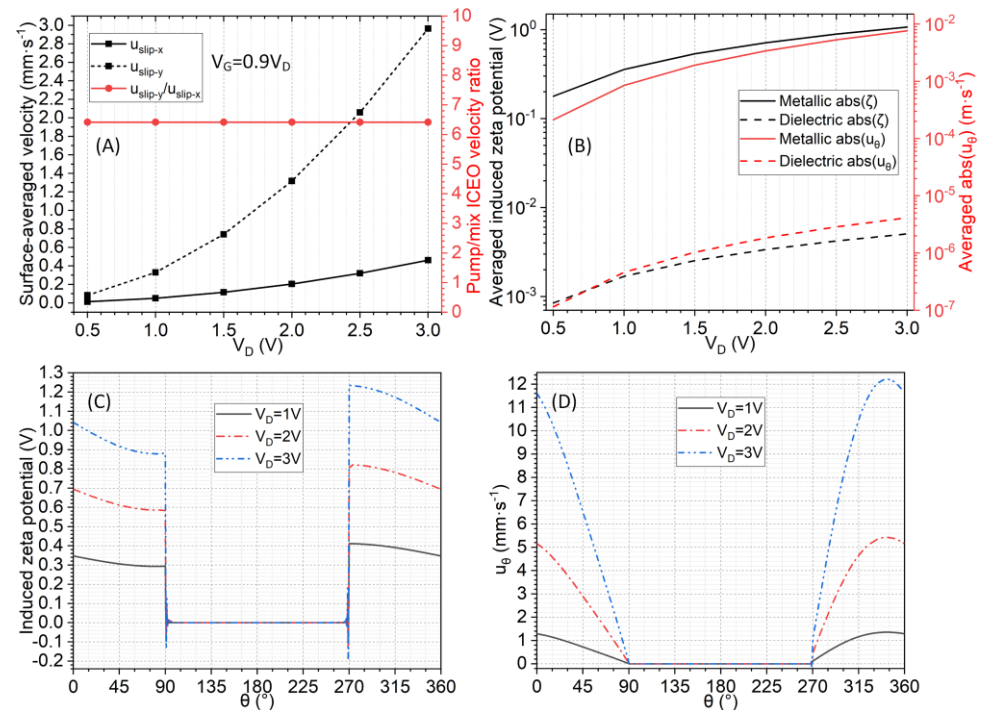 (A)
u_slip-x
u_slip-y
u_slip-y/u_slip-x
V_G=0.9V_D
Surface-averaged velocity (mm·s⁻¹)
3.0
2.8
2.6
2.4
2.2
2.0
1.8
1.6
1.4
1.2
1.0
0.8
0.6
0.4
0.2
0.0
0.5 1.0 1.5 2.0 2.5 3.0
V_D (V)
10
9
8
7
6
5
4
3
2
1
0
Pump/mix ICEO velocity ratio
(B)
Metallic abs(ζ)
Dielectric abs(ζ)
Metallic abs(u_θ)
Dielectric abs(u_θ)
Averaged induced zeta potential (V)
10⁰
10⁻¹
10⁻²
10⁻³
0.5 1.0 1.5 2.0 2.5 3.0
V_D (V)
10⁻²
10⁻³
10⁻⁴
10⁻⁵
10⁻⁶
10⁻⁷
Averaged abs(u_θ) (m·s⁻¹)
(C)
V_D=1V
V_D=2V
V_D=3V
Induced zeta potential (V)
1.3
1.2
1.1
1.0
0.9
0.8
0.7
0.6
0.5
0.4
0.3
0.2
0.1
0.0
-0.1
-0.2
0 45 90 135 180 225 270 315 360
θ (°)
(D)
V_D=1V
V_D=2V
V_D=3V
u_θ (mm·s⁻¹)
12
11
10
9
8
7
6
5
4
3
2
1
0
0 45 90 135 180 225 270 315 360
θ (°)